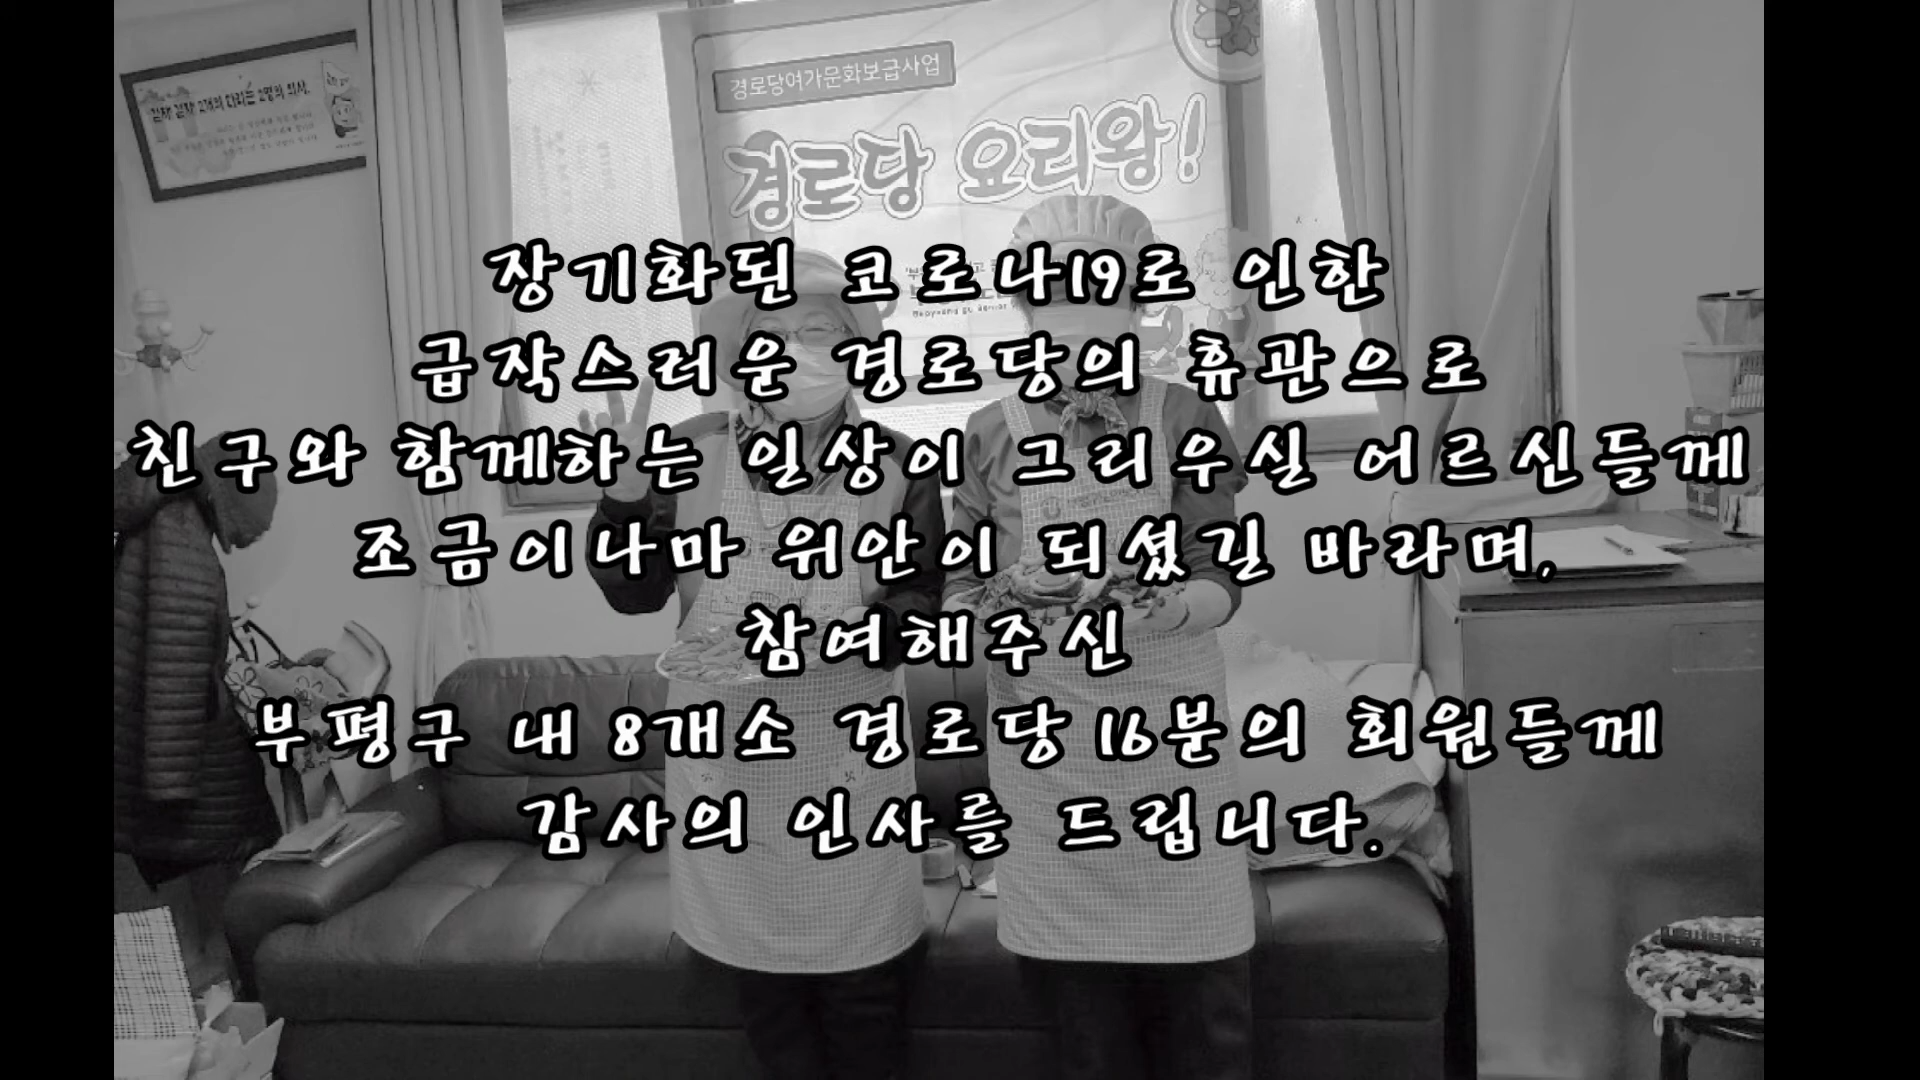 경로당여가문화보급사업
경로당 요리왕!
장기화된 코로나19로 인한
급작스러운 경로당의 휴관으로
친구와 함께하는 일상이 그리우실 어르신들께
조금이나마 위안이 되셨길 바라며,
참여해주신
부평구 내 8개소 경로당 16분의 회원들께
감사의 인사를 드립니다.